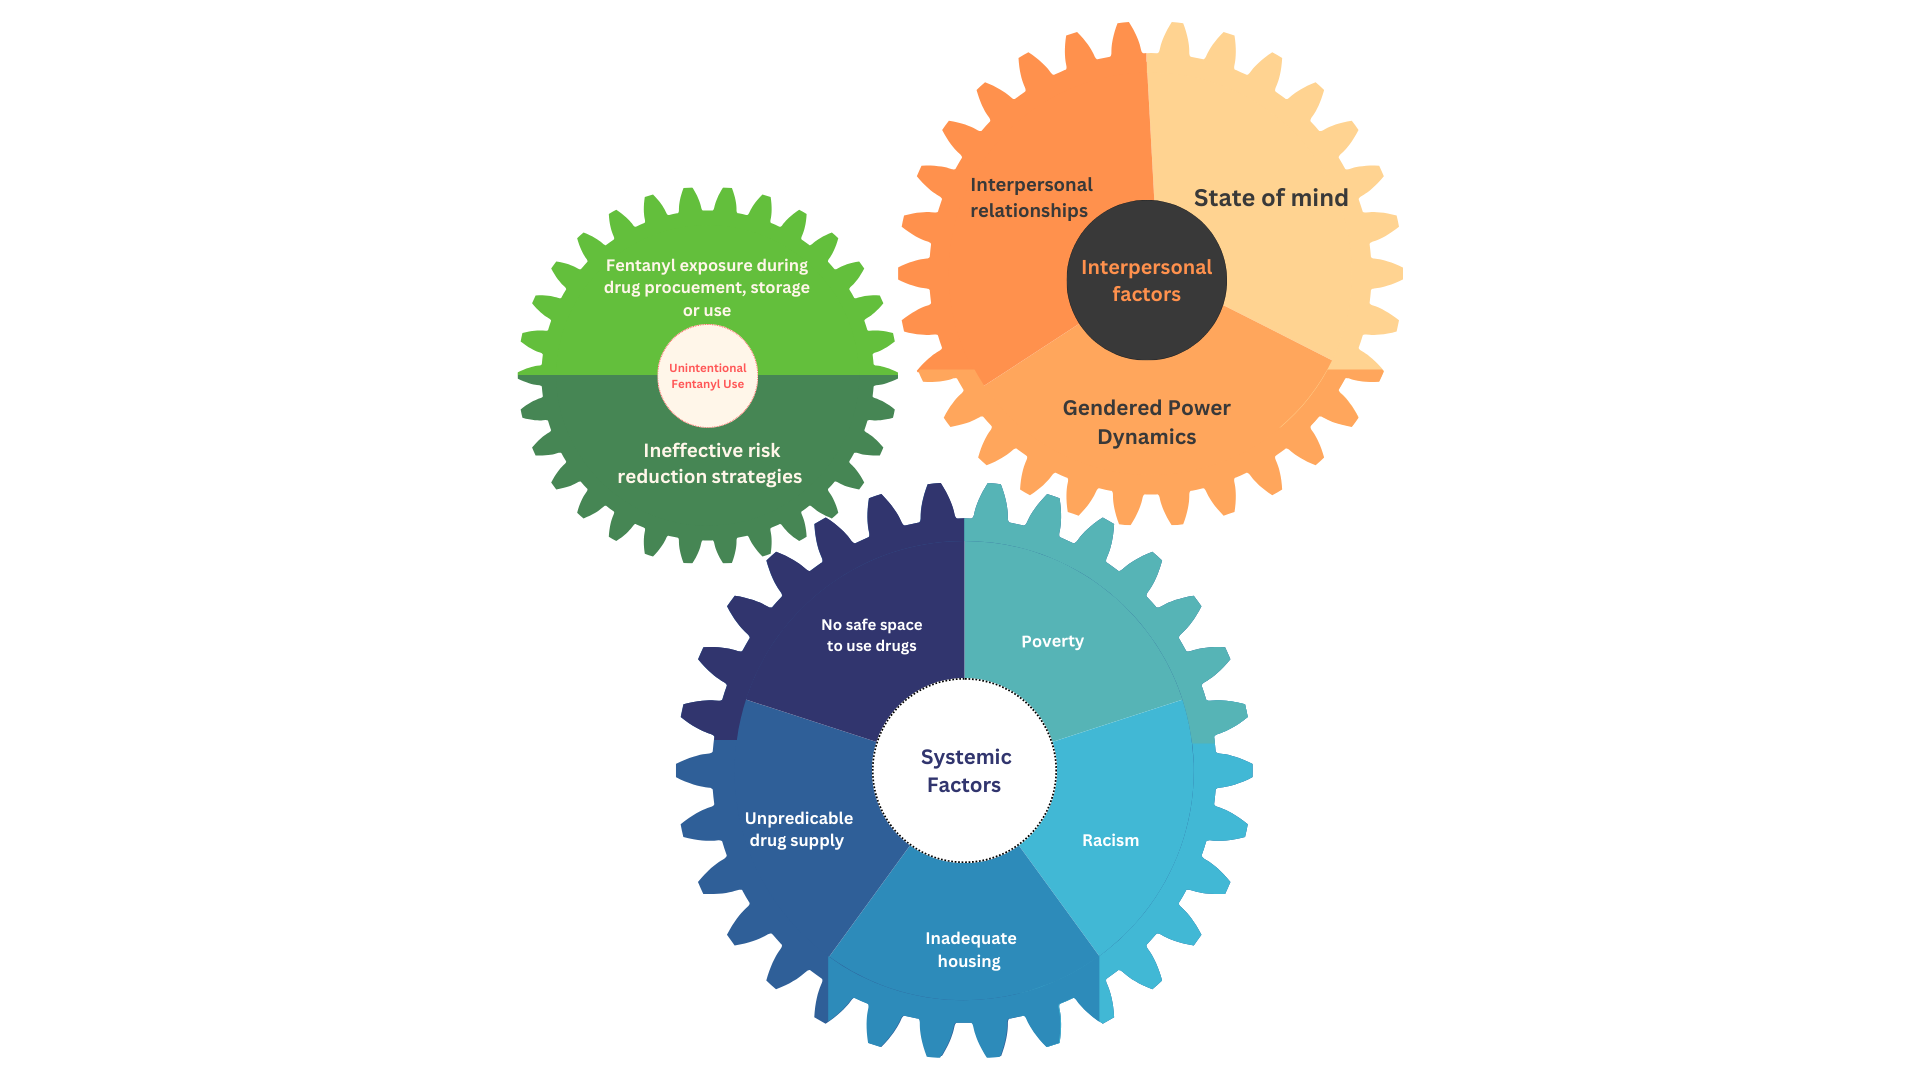 Fentanyl exposure during
drug procuement, storage
or use
Unintentional
Fentanyl Use
Ineffective risk
reduction strategies
Interpersonal
relationships
State of mind
Interpersonal
factors
Gendered Power
Dynamics
No safe space
to use drugs
Poverty
Systemic
Factors
Unpredicable
drug supply
Racism
Inadequate
housing